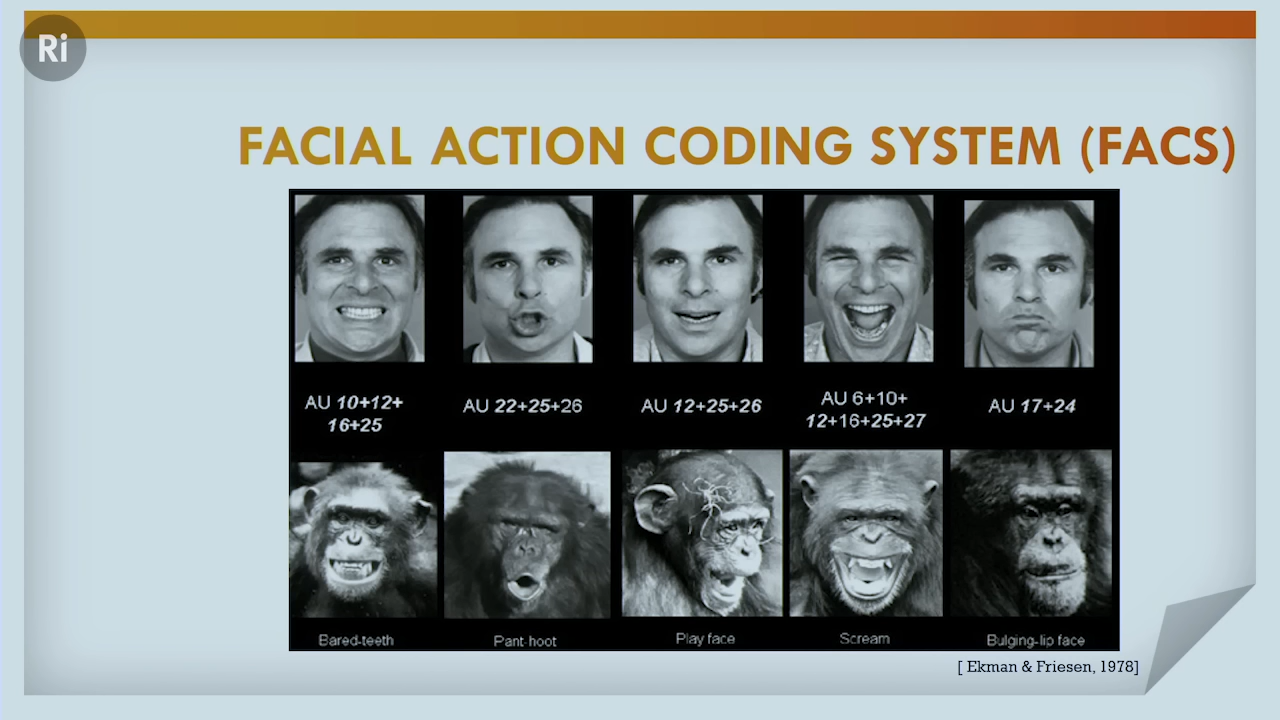 Ri
FACIAL ACTION CODING SYSTEM (FACS)
AU 10+12+
16+25
AU 22+25+26
AU 12+25+26
AU 6+10+
12+16+25+27
AU 17+24
Bared-teeth
Pant-hoot
Play face
Scream
Bulging-lip face
[ Ekman & Friesen, 1978]